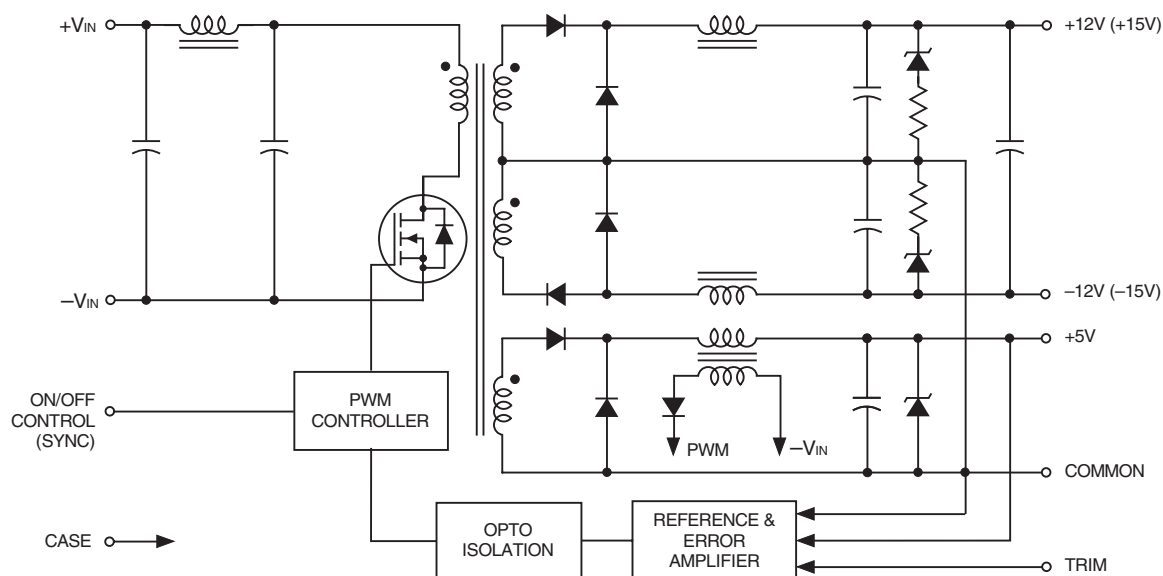 +VIN
+12V (+15V)
–VIN
–12V (–15V)
+5V
ON/OFF
CONTROL
(SYNC)
PWM
CONTROLLER
PWM
–VIN
COMMON
CASE
OPTO
ISOLATION
REFERENCE &
ERROR
AMPLIFIER
TRIM